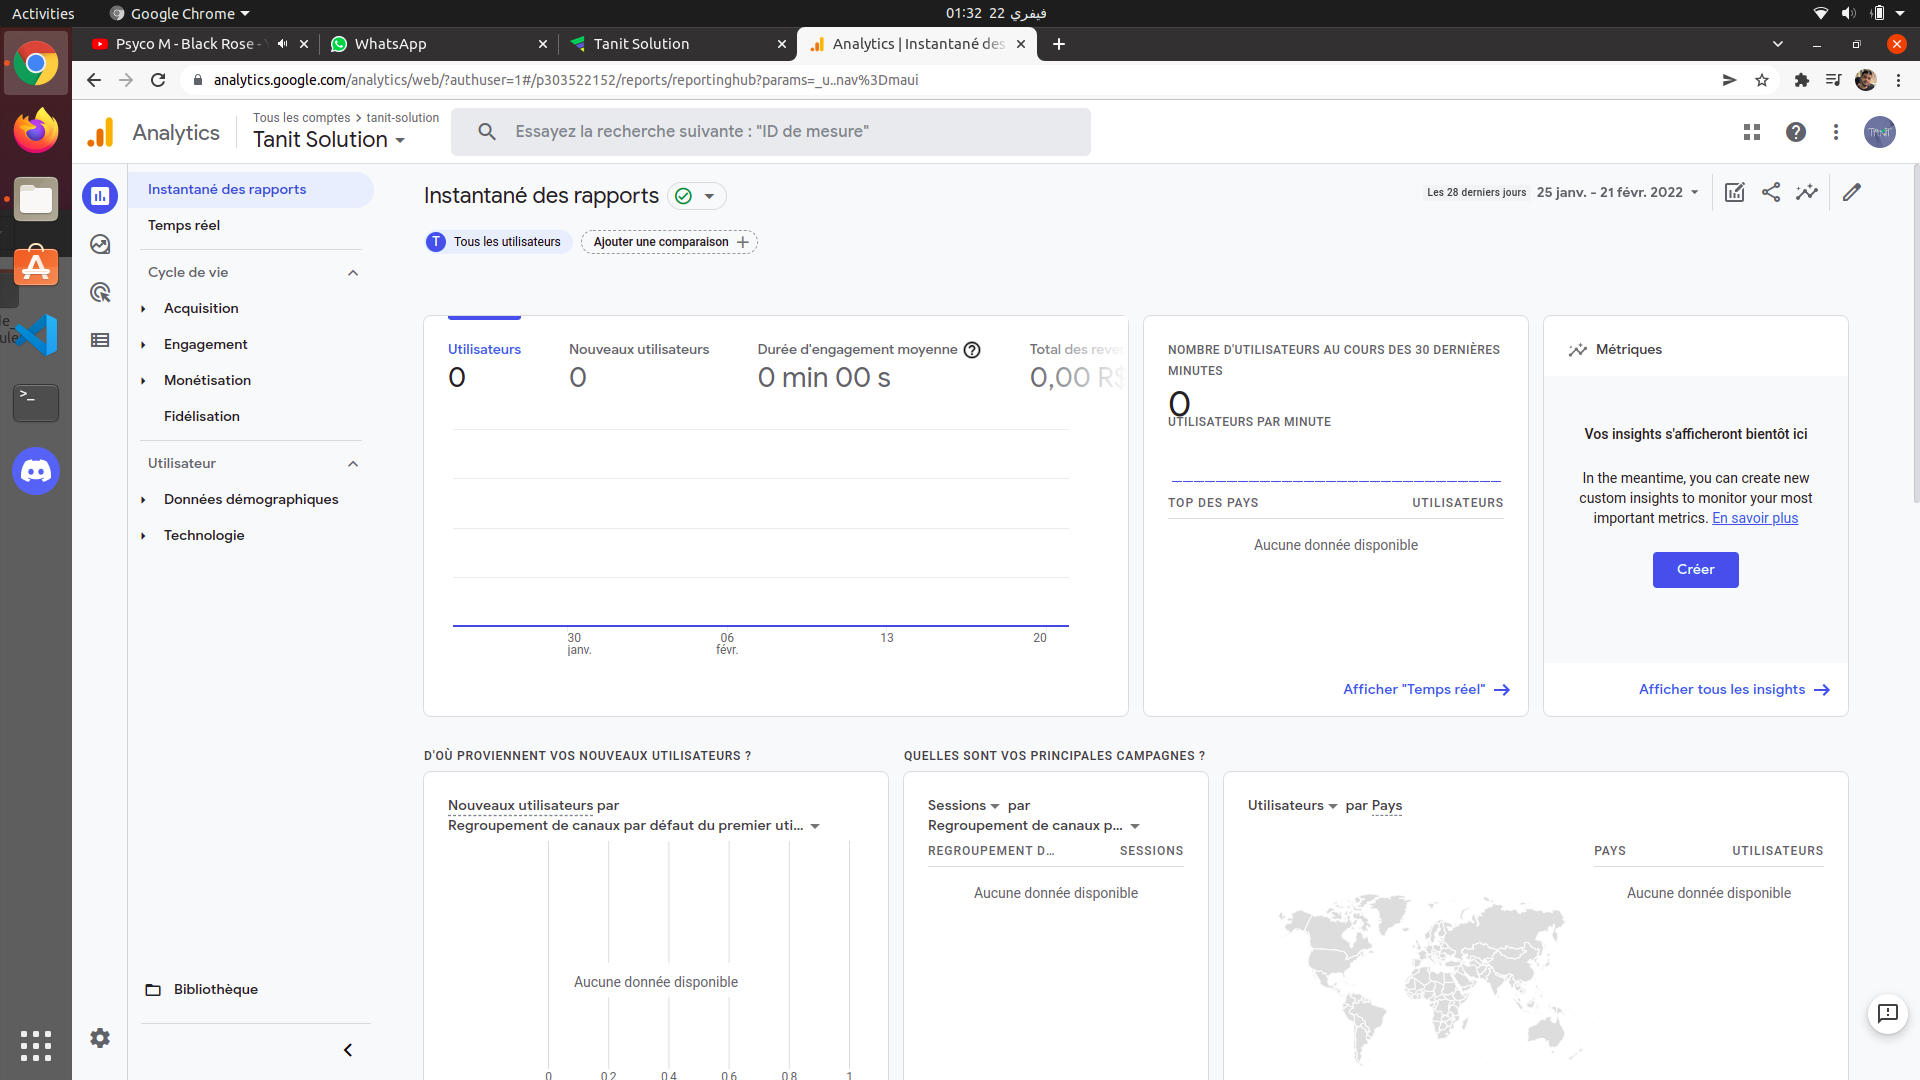 Activities
Google Chrome
01:32 22 فيفري
Psyco M - Black Rose -
WhatsApp
Tanit Solution
Analytics | Instantané des
analytics.google.com/analytics/web/?authuser=1#/p303522152/reports/reportinghub?params=_u..nav%3Dmaui
Analytics
Tous les comptes > tanit-solution
Tanit Solution
Essayez la recherche suivante : "ID de mesure"
Instantané des rapports
Temps réel
Cycle de vie
Acquisition
Engagement
Monétisation
Fidélisation
Utilisateur
Données démographiques
Technologie
Bibliothèque
Instantané des rapports
Les 28 derniers jours 25 janv. - 21 févr. 2022
T Tous les utilisateurs
Ajouter une comparaison
Utilisateurs
0
Nouveaux utilisateurs
0
Durée d'engagement moyenne
0 min 00 s
Total des reve
0,00 R$
30 janv.
06 févr.
13
20
NOMBRE D'UTILISATEURS AU COURS DES 30 DERNIÈRES
MINUTES
0
UTILISATEURS PAR MINUTE
TOP DES PAYS UTILISATEURS
Aucune donnée disponible
Afficher "Temps réel"
Métriques
Vos insights s'afficheront bientôt ici
In the meantime, you can create new
custom insights to monitor your most
important metrics. En savoir plus
Créer
Afficher tous les insights
D'OÙ PROVIENNENT VOS NOUVEAUX UTILISATEURS ?
Nouveaux utilisateurs par
Regroupement de canaux par défaut du premier uti...
Aucune donnée disponible
0 0,2 0,4 0,6 0,8 1
QUELLES SONT VOS PRINCIPALES CAMPAGNES ?
Sessions par
Regroupement de canaux p...
REGROUPEMENT D... SESSIONS
Aucune donnée disponible
Utilisateurs par Pays
PAYS UTILISATEURS
Aucune donnée disponible